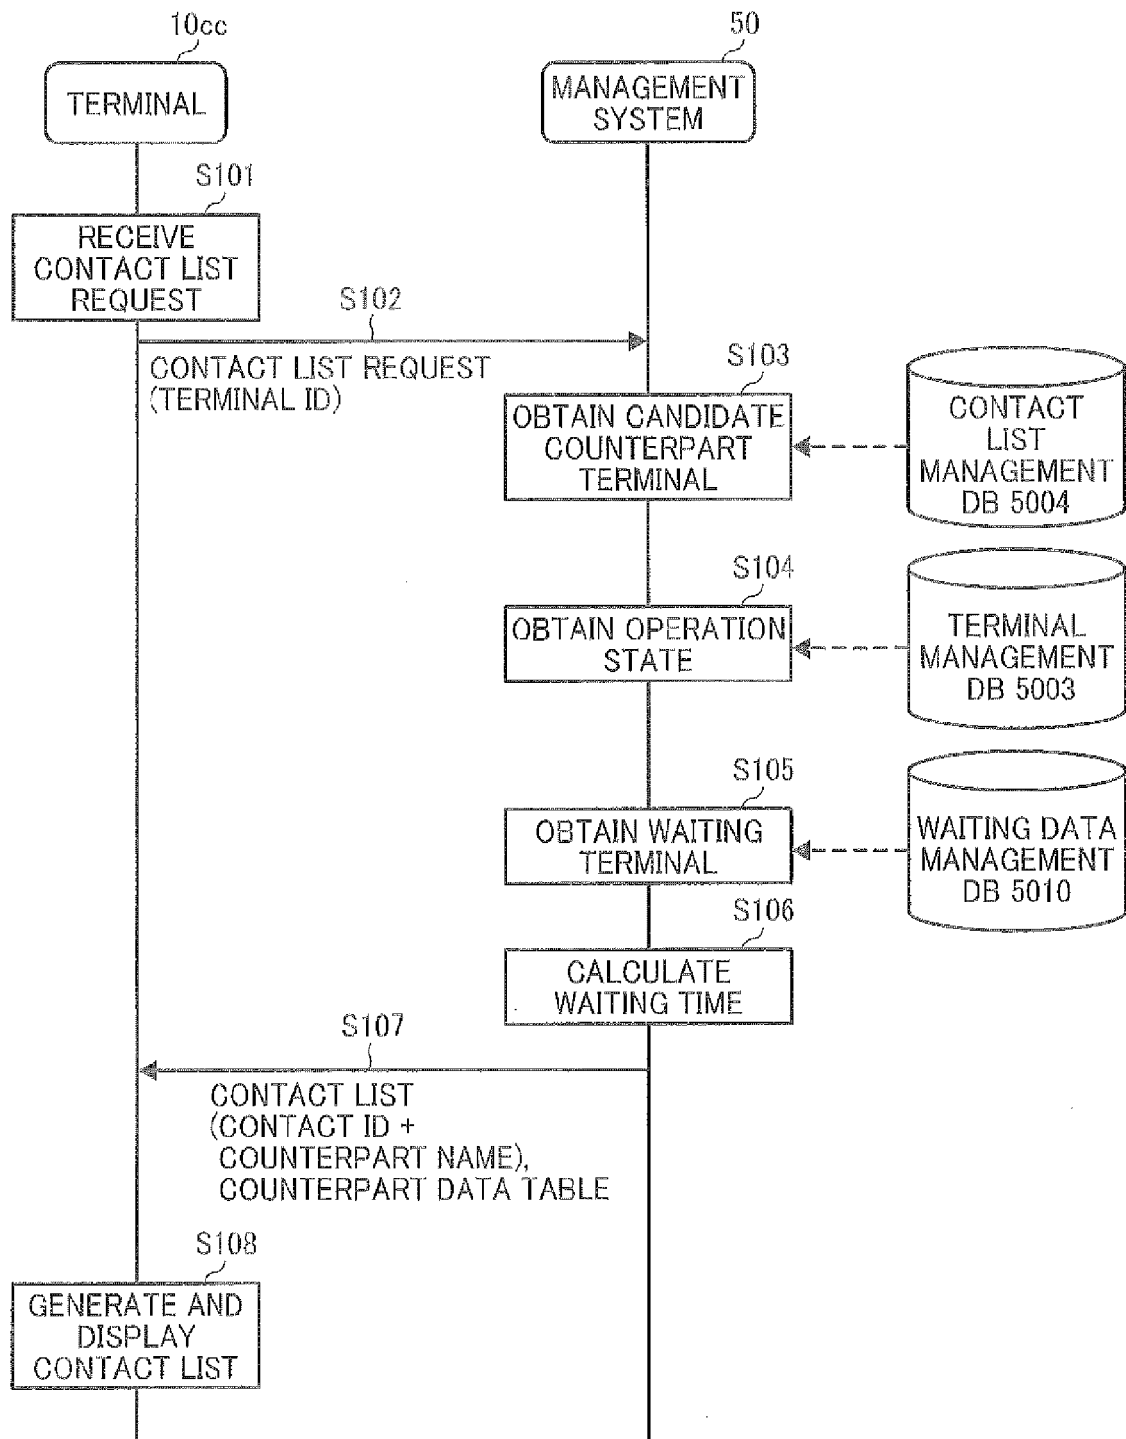 10cc
50
TERMINAL
MANAGEMENT
SYSTEM
S101
RECEIVE
CONTACT LIST
REQUEST
S102
CONTACT LIST REQUEST
(TERMINAL ID)
S103
OBTAIN CANDIDATE
COUNTERPART
TERMINAL
CONTACT
LIST
MANAGEMENT
DB 5004
S104
OBTAIN OPERATION
STATE
TERMINAL
MANAGEMENT
DB 5003
S105
OBTAIN WAITING
TERMINAL
WAITING DATA
MANAGEMENT
DB 5010
S106
CALCULATE
WAITING TIME
S107
CONTACT LIST
(CONTACT ID +
COUNTERPART NAME),
COUNTERPART DATA TABLE
S108
GENERATE AND
DISPLAY
CONTACT LIST